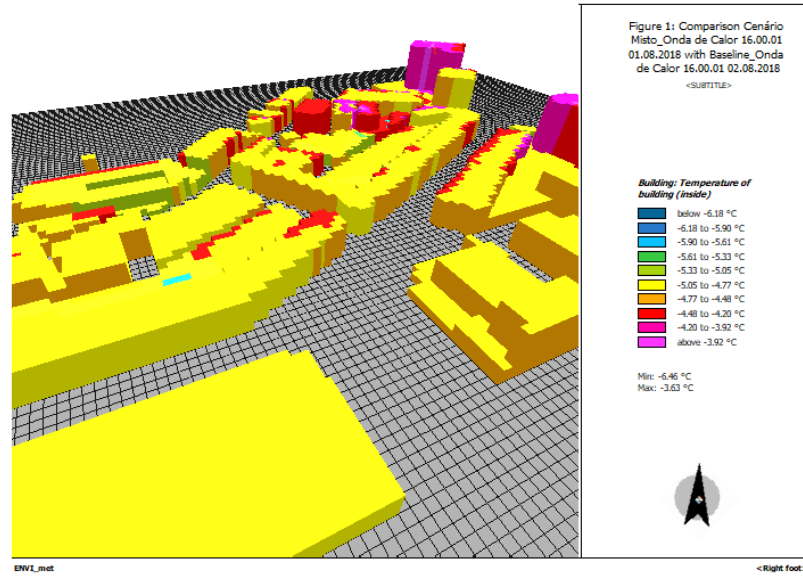 Figure 1: Comparison Cenário
Misto_Onda de Calor 16.00.01
01.08.2018 with Baseline_Onda
de Calor 16.00.01 02.08.2018
<SUBTITLE>
Building: Temperature of
building (inside)
below -6.18 °C
-6.18 to -5.90 °C
-5.90 to -5.61 °C
-5.61 to -5.33 °C
-5.33 to -5.05 °C
-5.05 to -4.77 °C
-4.77 to -4.48 °C
-4.48 to -4.20 °C
-4.20 to -3.92 °C
above -3.92 °C
Min: -6.46 °C
Max: -3.63 °C
ENVI_met
<Right foot: